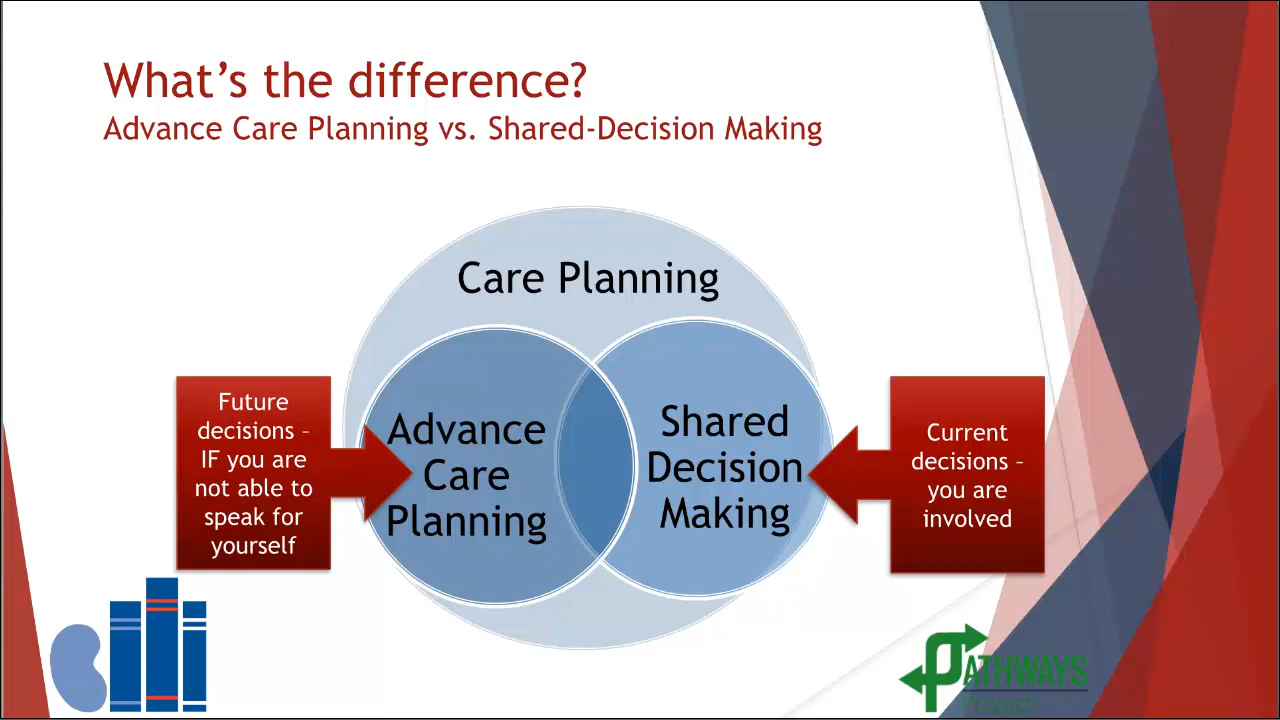 What's the difference?
Advance Care Planning vs. Shared-Decision Making
Care Planning
Future
decisions –
IF you are
not able to
speak for
yourself
Advance
Care
Planning
Shared
Decision
Making
Current
decisions –
you are
involved
PATHWAYS
Project